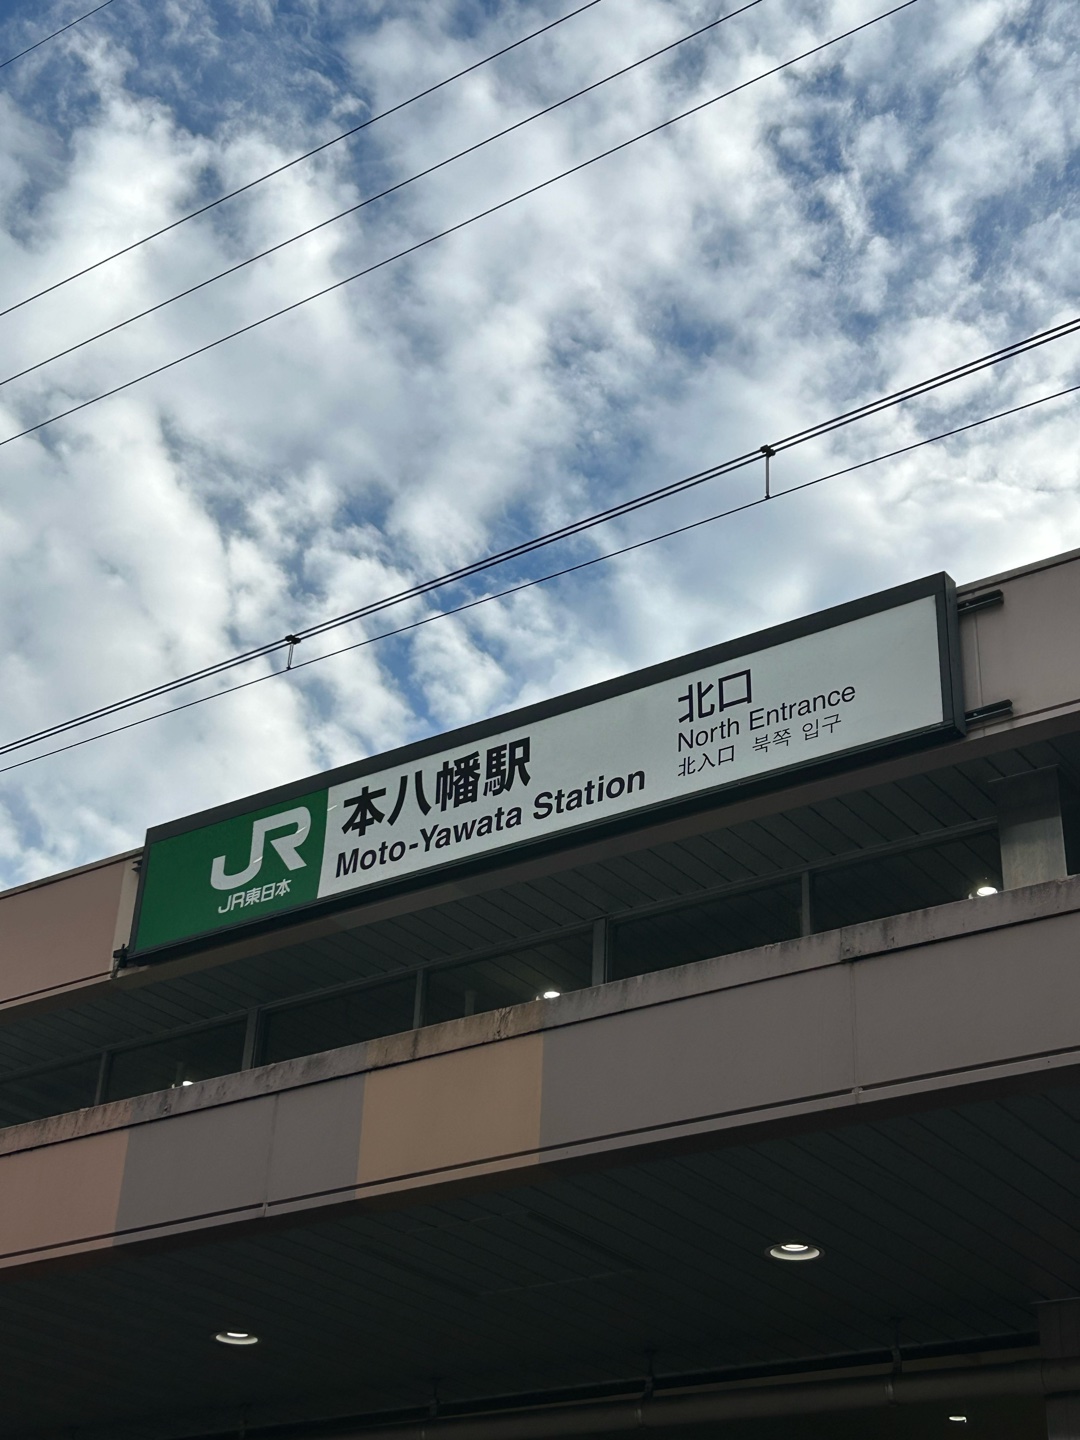 JR
JR東日本
本八幡駅
Moto-Yawata Station
北口
North Entrance
北入口 북쪽 입구